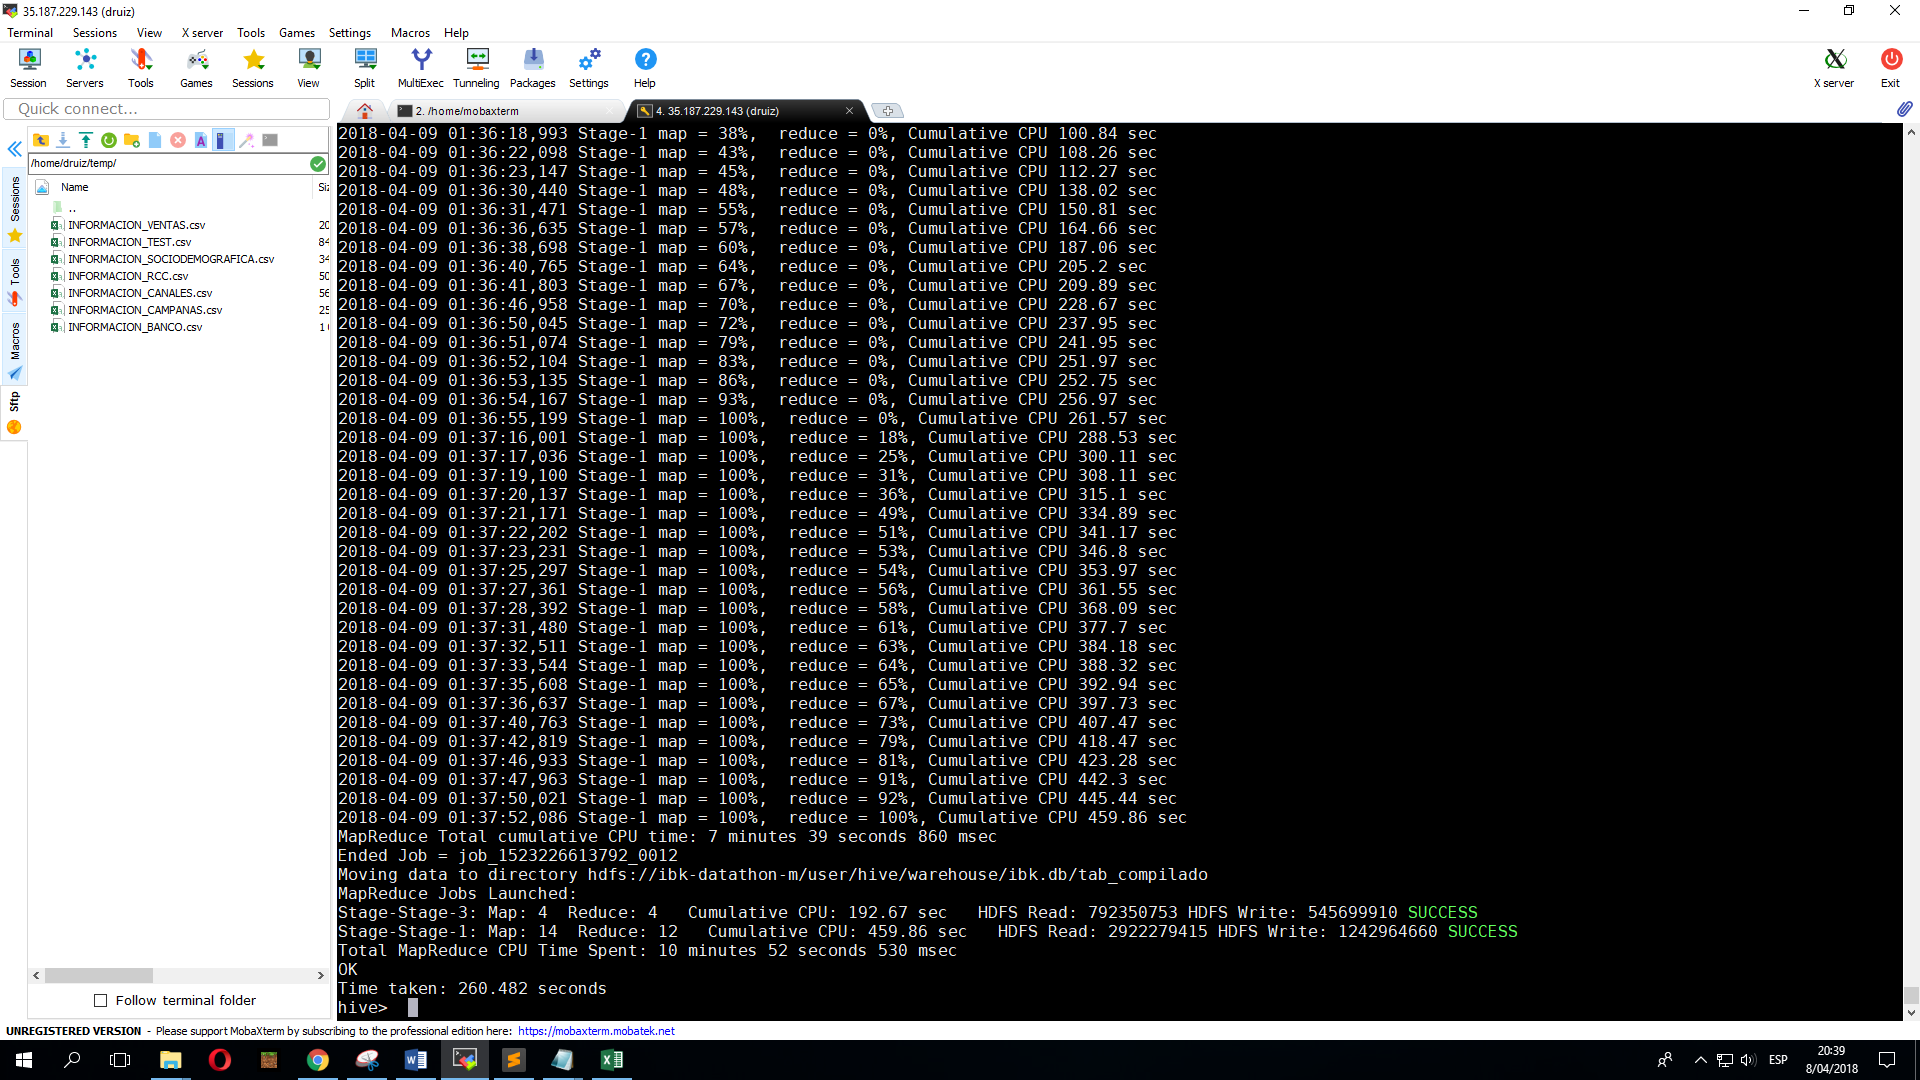 35.187.229.143 (druiz)
Terminal Sessions View X server Tools Games Settings Macros Help
Session Servers Tools Games Sessions View Split MultiExec Tunneling Packages Settings Help X server Exit
Quick connect...
2. /home/mobaxterm
4. 35.187.229.143 (druiz)
/home/druiz/temp/
Name Siz
..
INFORMACION_VENTAS.csv 20
INFORMACION_TEST.csv 84
INFORMACION_SOCIODEMOGRAFICA.csv 34
INFORMACION_RCC.csv 50
INFORMACION_CANALES.csv 56
INFORMACION_CAMPANAS.csv 25
INFORMACION_BANCO.csv 1
Sessions
Tools
Macros
Sftp
Follow terminal folder
2018-04-09 01:36:18,993 Stage-1 map = 38%,  reduce = 0%, Cumulative CPU 100.84 sec
2018-04-09 01:36:22,098 Stage-1 map = 43%,  reduce = 0%, Cumulative CPU 108.26 sec
2018-04-09 01:36:23,147 Stage-1 map = 45%,  reduce = 0%, Cumulative CPU 112.27 sec
2018-04-09 01:36:30,440 Stage-1 map = 48%,  reduce = 0%, Cumulative CPU 138.02 sec
2018-04-09 01:36:31,471 Stage-1 map = 55%,  reduce = 0%, Cumulative CPU 150.81 sec
2018-04-09 01:36:36,635 Stage-1 map = 57%,  reduce = 0%, Cumulative CPU 164.66 sec
2018-04-09 01:36:38,698 Stage-1 map = 60%,  reduce = 0%, Cumulative CPU 187.06 sec
2018-04-09 01:36:40,765 Stage-1 map = 64%,  reduce = 0%, Cumulative CPU 205.2 sec
2018-04-09 01:36:41,803 Stage-1 map = 67%,  reduce = 0%, Cumulative CPU 209.89 sec
2018-04-09 01:36:46,958 Stage-1 map = 70%,  reduce = 0%, Cumulative CPU 228.67 sec
2018-04-09 01:36:50,045 Stage-1 map = 72%,  reduce = 0%, Cumulative CPU 237.95 sec
2018-04-09 01:36:51,074 Stage-1 map = 79%,  reduce = 0%, Cumulative CPU 241.95 sec
2018-04-09 01:36:52,104 Stage-1 map = 83%,  reduce = 0%, Cumulative CPU 251.97 sec
2018-04-09 01:36:53,135 Stage-1 map = 86%,  reduce = 0%, Cumulative CPU 252.75 sec
2018-04-09 01:36:54,167 Stage-1 map = 93%,  reduce = 0%, Cumulative CPU 256.97 sec
2018-04-09 01:36:55,199 Stage-1 map = 100%,  reduce = 0%, Cumulative CPU 261.57 sec
2018-04-09 01:37:16,001 Stage-1 map = 100%,  reduce = 18%, Cumulative CPU 288.53 sec
2018-04-09 01:37:17,036 Stage-1 map = 100%,  reduce = 25%, Cumulative CPU 300.11 sec
2018-04-09 01:37:19,100 Stage-1 map = 100%,  reduce = 31%, Cumulative CPU 308.11 sec
2018-04-09 01:37:20,137 Stage-1 map = 100%,  reduce = 36%, Cumulative CPU 315.1 sec
2018-04-09 01:37:21,171 Stage-1 map = 100%,  reduce = 49%, Cumulative CPU 334.89 sec
2018-04-09 01:37:22,202 Stage-1 map = 100%,  reduce = 51%, Cumulative CPU 341.17 sec
2018-04-09 01:37:23,231 Stage-1 map = 100%,  reduce = 53%, Cumulative CPU 346.8 sec
2018-04-09 01:37:25,297 Stage-1 map = 100%,  reduce = 54%, Cumulative CPU 353.97 sec
2018-04-09 01:37:27,361 Stage-1 map = 100%,  reduce = 56%, Cumulative CPU 361.55 sec
2018-04-09 01:37:28,392 Stage-1 map = 100%,  reduce = 58%, Cumulative CPU 368.09 sec
2018-04-09 01:37:31,480 Stage-1 map = 100%,  reduce = 61%, Cumulative CPU 377.7 sec
2018-04-09 01:37:32,511 Stage-1 map = 100%,  reduce = 63%, Cumulative CPU 384.18 sec
2018-04-09 01:37:33,544 Stage-1 map = 100%,  reduce = 64%, Cumulative CPU 388.32 sec
2018-04-09 01:37:35,608 Stage-1 map = 100%,  reduce = 65%, Cumulative CPU 392.94 sec
2018-04-09 01:37:36,637 Stage-1 map = 100%,  reduce = 67%, Cumulative CPU 397.73 sec
2018-04-09 01:37:40,763 Stage-1 map = 100%,  reduce = 73%, Cumulative CPU 407.47 sec
2018-04-09 01:37:42,819 Stage-1 map = 100%,  reduce = 79%, Cumulative CPU 418.47 sec
2018-04-09 01:37:46,933 Stage-1 map = 100%,  reduce = 81%, Cumulative CPU 423.28 sec
2018-04-09 01:37:47,963 Stage-1 map = 100%,  reduce = 91%, Cumulative CPU 442.3 sec
2018-04-09 01:37:50,021 Stage-1 map = 100%,  reduce = 92%, Cumulative CPU 445.44 sec
2018-04-09 01:37:52,086 Stage-1 map = 100%,  reduce = 100%, Cumulative CPU 459.86 sec
MapReduce Total cumulative CPU time: 7 minutes 39 seconds 860 msec
Ended Job = job_1523226613792_0012
Moving data to directory hdfs://ibk-datathon-m/user/hive/warehouse/ibk.db/tab_compilado
MapReduce Jobs Launched:
Stage-Stage-3: Map: 4  Reduce: 4   Cumulative CPU: 192.67 sec   HDFS Read: 792350753 HDFS Write: 545699910 SUCCESS
Stage-Stage-1: Map: 14  Reduce: 12   Cumulative CPU: 459.86 sec   HDFS Read: 2922279415 HDFS Write: 1242964660 SUCCESS
Total MapReduce CPU Time Spent: 10 minutes 52 seconds 530 msec
OK
Time taken: 260.482 seconds
hive>
UNREGISTERED VERSION - Please support MobaXterm by subscribing to the professional edition here: https://mobaxterm.mobatek.net
ESP
20:39
8/04/2018